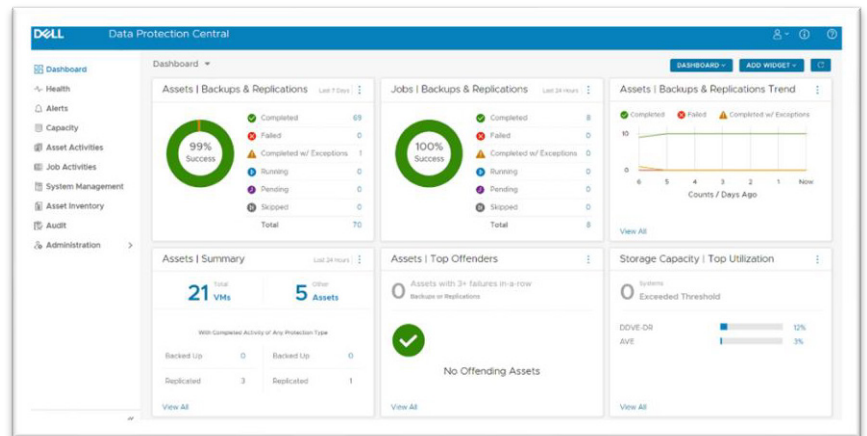 DELL Data Protection Central
Dashboard
Health
Alerts
Capacity
Asset Activities
Job Activities
System Management
Asset Inventory
Audit
Administration
Dashboard
DASHBOARD
ADD WIDGET
Assets | Backups & Replications Last 7 Days
99%
Success
Completed 69
Failed 0
Completed w/ Exceptions 1
Running 0
Pending 0
Skipped 0
Total 70
Jobs | Backups & Replications Last 24 Hours
100%
Success
Completed 8
Failed 0
Completed w/ Exceptions 0
Running 0
Pending 0
Skipped 0
Total 8
Assets | Backups & Replications Trend
Completed Failed Completed w/ Exceptions
10
0
6 5 4 3 2 1 Now
Counts / Days Ago
View All
Assets | Summary Last 24 Hours
21 Total VMs
5 Other Assets
With Completed Activity of Any Protection Type
Backed Up 0 Backed Up 0
Replicated 3 Replicated 1
View All
Assets | Top Offenders
0 Assets with 3+ failures in-a-row
Backups or Replications
No Offending Assets
View All
Storage Capacity | Top Utilization
0 Systems
Exceeded Threshold
DDVE-DR 12%
AVE 3%
View All